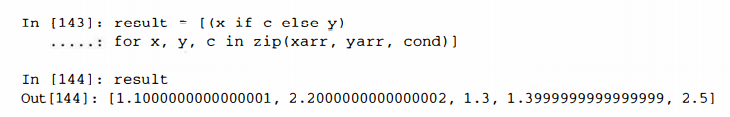 In [143]: result = [(x if c else y)
   .....: for x, y, c in zip(xarr, yarr, cond)]
In [144]: result
Out[144]: [1.1000000000000001, 2.2000000000000002, 1.3, 1.3999999999999999, 2.5]